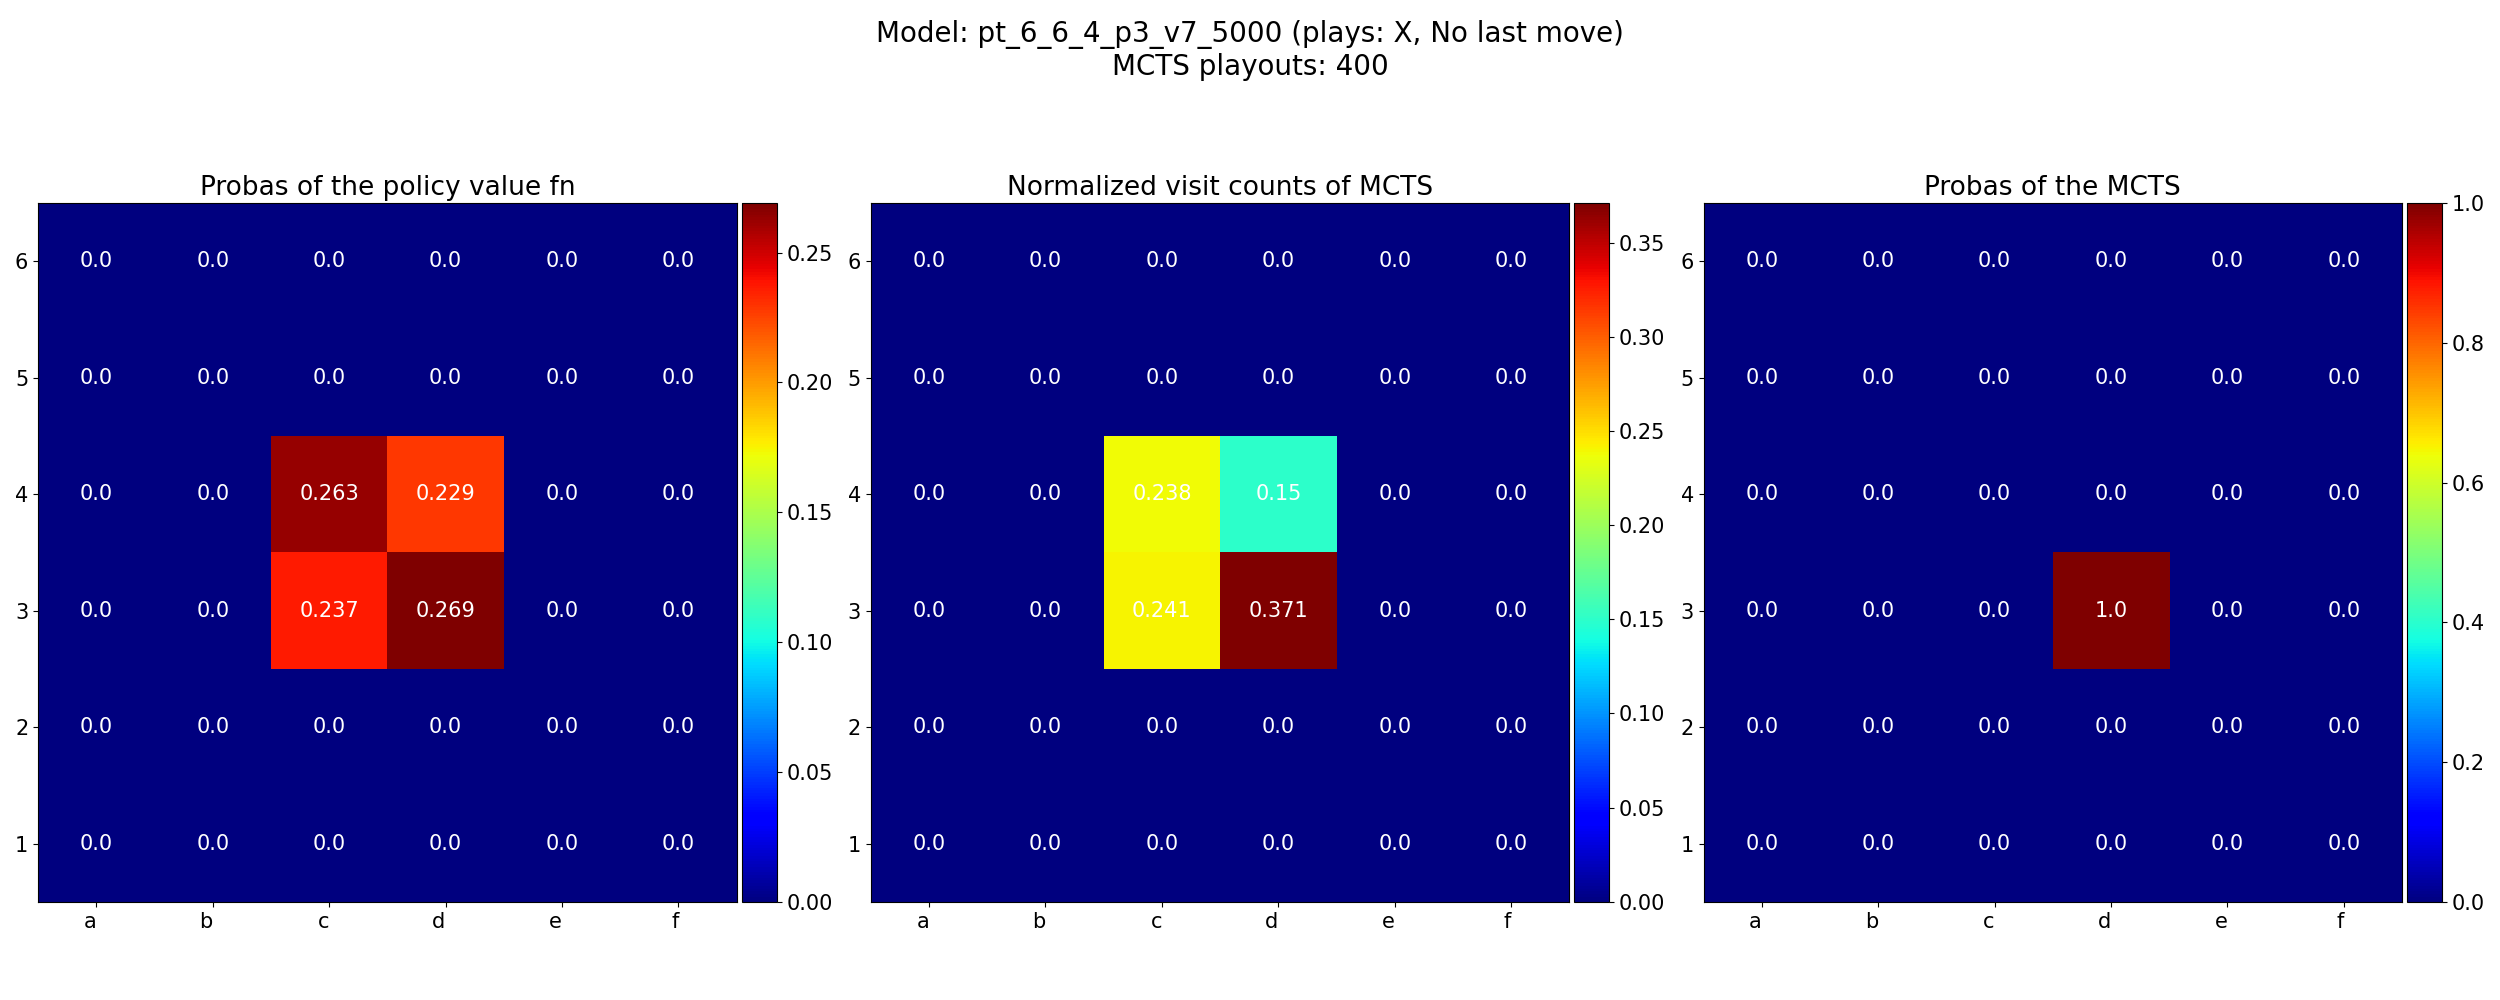 Model: pt_6_6_4_p3_v7_5000 (plays: X, No last move)
MCTS playouts: 400
Probas of the policy value fn
6 0.0 0.0 0.0 0.0 0.0 0.0
5 0.0 0.0 0.0 0.0 0.0 0.0
4 0.0 0.0 0.263 0.229 0.0 0.0
3 0.0 0.0 0.237 0.269 0.0 0.0
2 0.0 0.0 0.0 0.0 0.0 0.0
1 0.0 0.0 0.0 0.0 0.0 0.0
a b c d e f
0.25
0.20
0.15
0.10
0.05
0.00
Normalized visit counts of MCTS
6 0.0 0.0 0.0 0.0 0.0 0.0
5 0.0 0.0 0.0 0.0 0.0 0.0
4 0.0 0.0 0.238 0.15 0.0 0.0
3 0.0 0.0 0.241 0.371 0.0 0.0
2 0.0 0.0 0.0 0.0 0.0 0.0
1 0.0 0.0 0.0 0.0 0.0 0.0
a b c d e f
0.35
0.30
0.25
0.20
0.15
0.10
0.05
0.00
Probas of the MCTS
6 0.0 0.0 0.0 0.0 0.0 0.0
5 0.0 0.0 0.0 0.0 0.0 0.0
4 0.0 0.0 0.0 0.0 0.0 0.0
3 0.0 0.0 0.0 1.0 0.0 0.0
2 0.0 0.0 0.0 0.0 0.0 0.0
1 0.0 0.0 0.0 0.0 0.0 0.0
a b c d e f
1.0
0.8
0.6
0.4
0.2
0.0